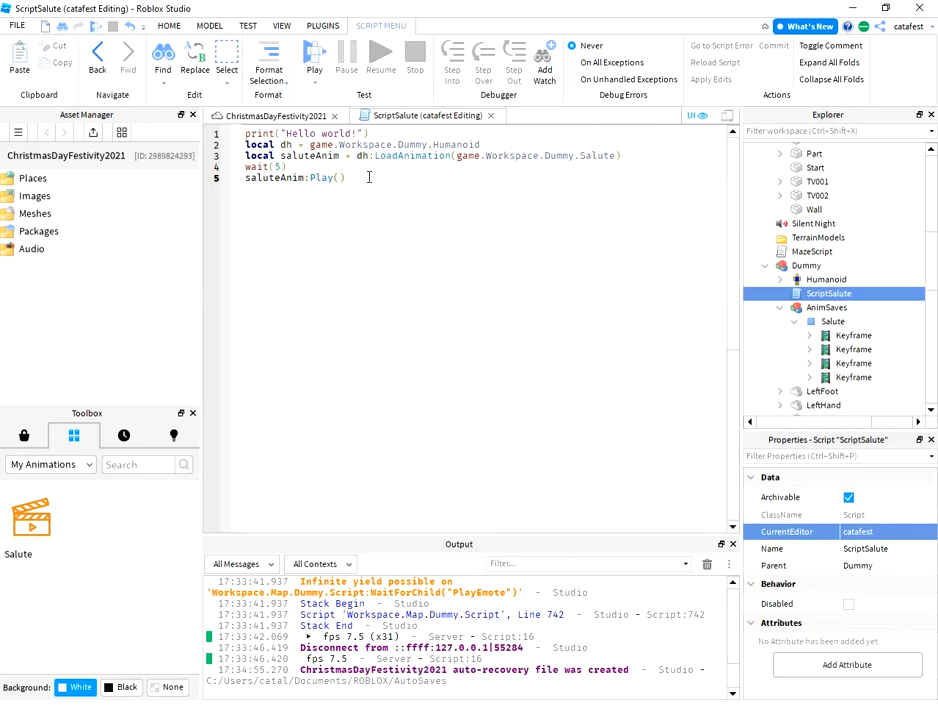 ScriptSalute (catafest Editing) - Roblox Studio
FILE HOME MODEL TEST VIEW PLUGINS SCRIPT MENU What's New catafest
Paste Cut Copy Back Fwd Find Replace Select Format Selection Play Pause Resume Stop Step Into Step Over Step Out Add Watch
Never
On All Exceptions
On Unhandled Exceptions
Go to Script Error Commit Toggle Comment
Reload Script Expand All Folds
Apply Edits Collapse All Folds
Clipboard Navigate Edit Format Test Debugger Debug Errors Actions
Asset Manager
ChristmasDayFestivity2021 [ID: 2989824293]
Places
Images
Meshes
Packages
Audio
Toolbox
My Animations Search
Salute
Background: White Black None
ChristmasDayFestivity2021 ScriptSalute (catafest Editing) UI
1 print("Hello world!")
2 local dh = game.Workspace.Dummy.Humanoid
3 local saluteAnim = dh:LoadAnimation(game.Workspace.Dummy.Salute)
4 wait(5)
5 saluteAnim:Play()
Output
All Messages All Contexts Filter...
17:33:41.937 Infinite yield possible on
'Workspace.Map.Dummy.Script:WaitForChild("PlayEmote")' - Studio
17:33:41.937 Stack Begin - Studio
17:33:41.937 Script 'Workspace.Map.Dummy.Script', Line 742 - Studio - Script:742
17:33:41.937 Stack End - Studio
17:33:42.069 fps 7.5 (x31) - Server - Script:16
17:33:46.419 Disconnect from ::ffff:127.0.0.1|55284 - Studio
17:33:46.420 fps 7.5 - Server - Script:16
17:34:55.270 ChristmasDayFestivity2021 auto-recovery file was created - Studio -
C:/Users/catal/Documents/ROBLOX/AutoSaves
Explorer
Filter workspace (Ctrl+Shift+X)
Part
Start
TV001
TV002
Wall
Silent Night
TerrainModels
MazeScript
Dummy
Humanoid
ScriptSalute
AnimSaves
Salute
Keyframe
Keyframe
Keyframe
Keyframe
LeftFoot
LeftHand
Properties - Script "ScriptSalute"
Filter Properties (Ctrl+Shift+P)
Data
Archivable
ClassName Script
CurrentEditor catafest
Name ScriptSalute
Parent Dummy
Behavior
Disabled
Attributes
No Attribute has been added yet
Add Attribute